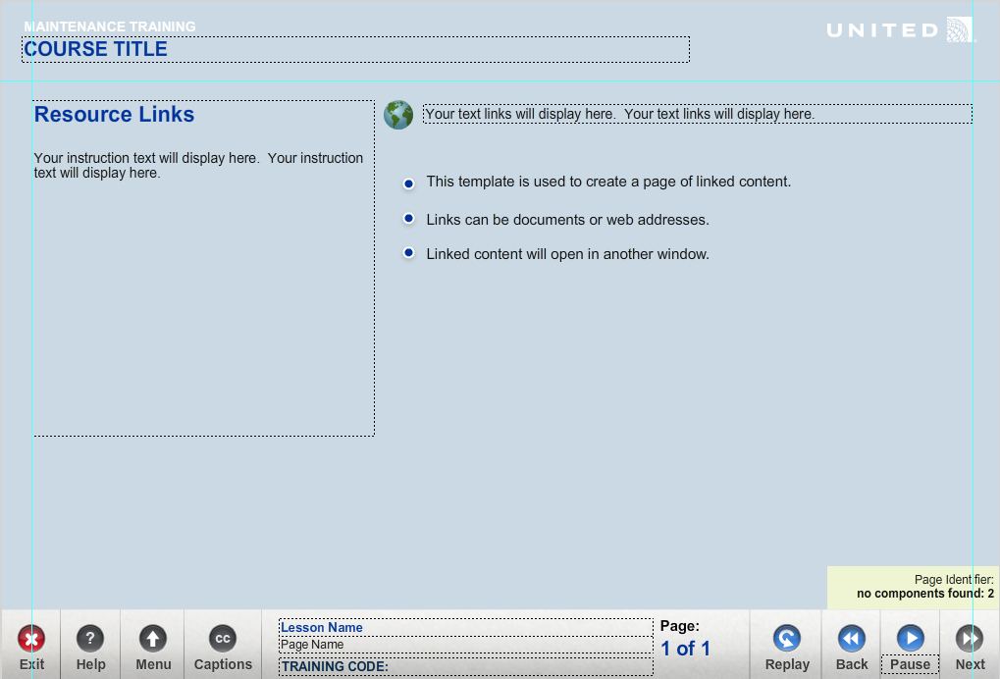 MAINTENANCE TRAINING
COURSE TITLE
UNITED
Resource Links
Your instruction text will display here.  Your instruction
text will display here.
Your text links will display here.  Your text links will display here.
This template is used to create a page of linked content.
Links can be documents or web addresses.
Linked content will open in another window.
Page Identifier:
no components found: 2
Exit
?
Help
Menu
cc
Captions
Lesson Name
Page Name
TRAINING CODE:
Page:
1 of 1
Replay
Back
Pause
Next